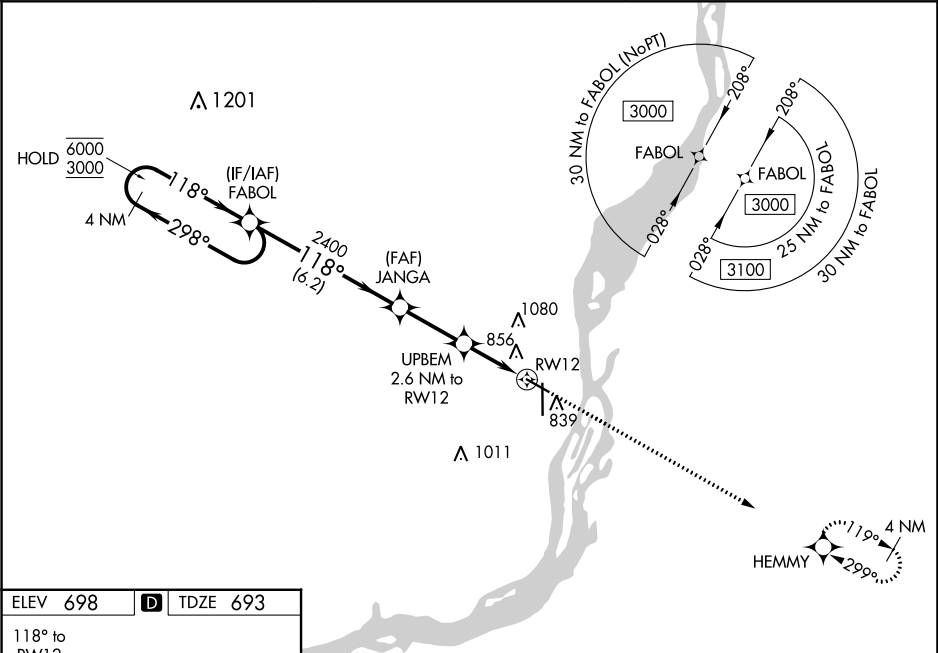 30 NM to FABOL (NoPT)
3000
208°
FABOL
028°
208°
FABOL
3000
25 NM to FABOL
028°
3100
30 NM to FABOL
1201
HOLD
6000
3000
118°
4 NM
298°
(IF/IAF)
FABOL
2400
118°
(6.2)
(FAF)
JANGA
UPBEM
2.6 NM to
RW12
1080
856
RW12
839
1011
119°
4 NM
HEMMY
299°
ELEV 698 D TDZE 693
118° to
RW12